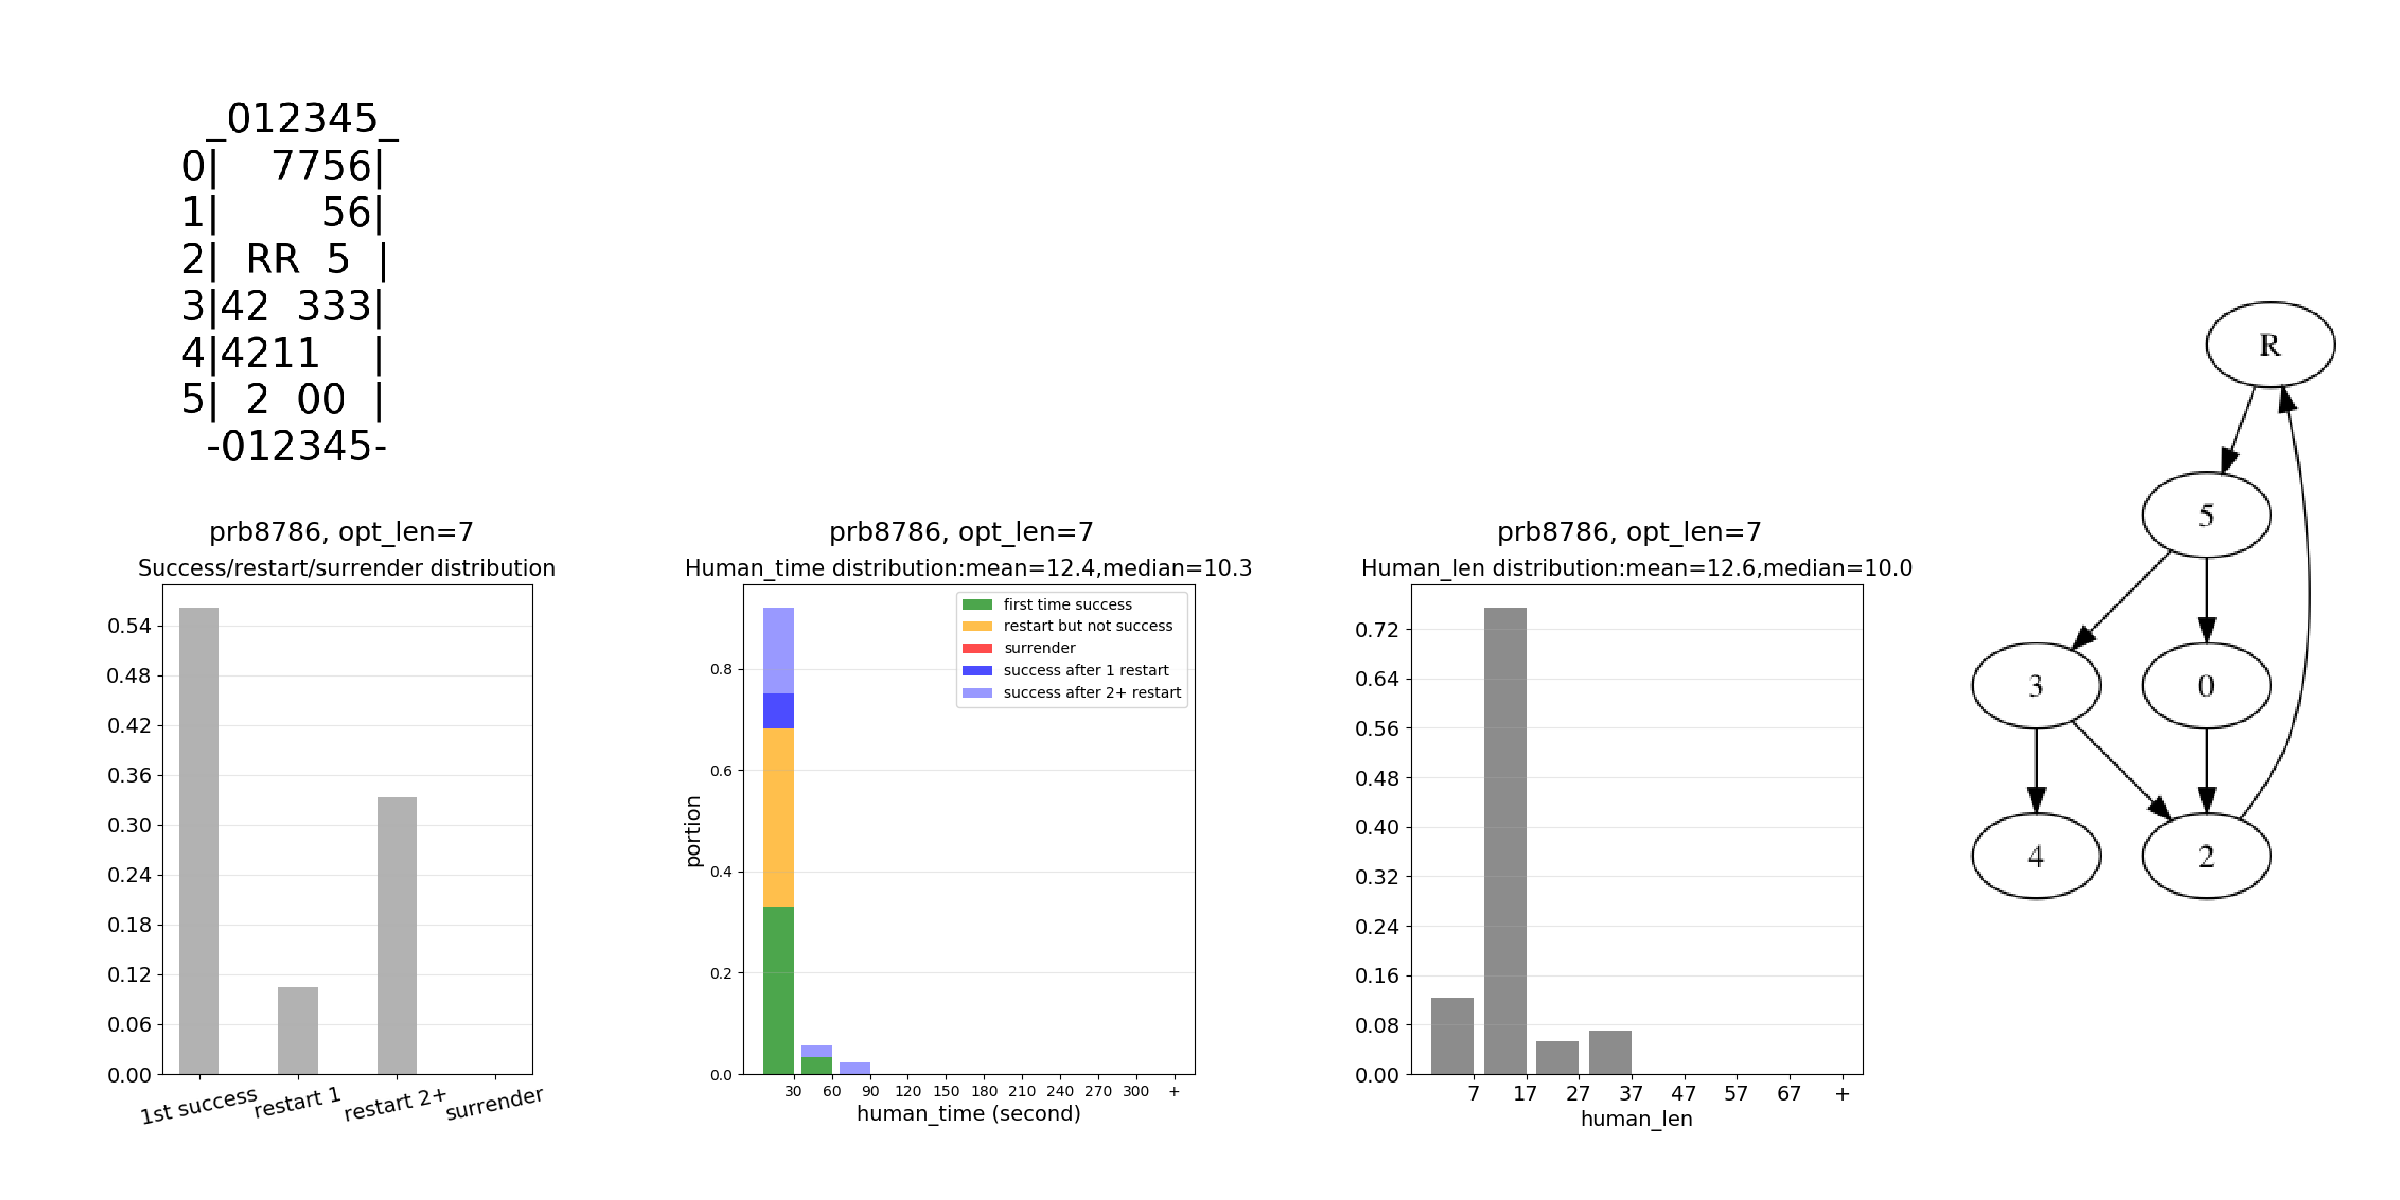 _012345_
0|  7756|
1|    56|
2| RR 5 |
3|42 333|
4|4211  |
5| 2 00 |
-012345-
prb8786, opt_len=7
Success/restart/surrender distribution
0.54
0.48
0.42
0.36
0.30
0.24
0.18
0.12
0.06
0.00
1st success
restart 1
restart 2+
surrender
prb8786, opt_len=7
Human_time distribution:mean=12.4,median=10.3
first time success
restart but not success
surrender
success after 1 restart
success after 2+ restart
portion
0.8
0.6
0.4
0.2
0.0
30 60 90 120 150 180 210 240 270 300 +
human_time (second)
prb8786, opt_len=7
Human_len distribution:mean=12.6,median=10.0
0.72
0.64
0.56
0.48
0.40
0.32
0.24
0.16
0.08
0.00
7 17 27 37 47 57 67 +
human_len
R
5
3 0
4 2